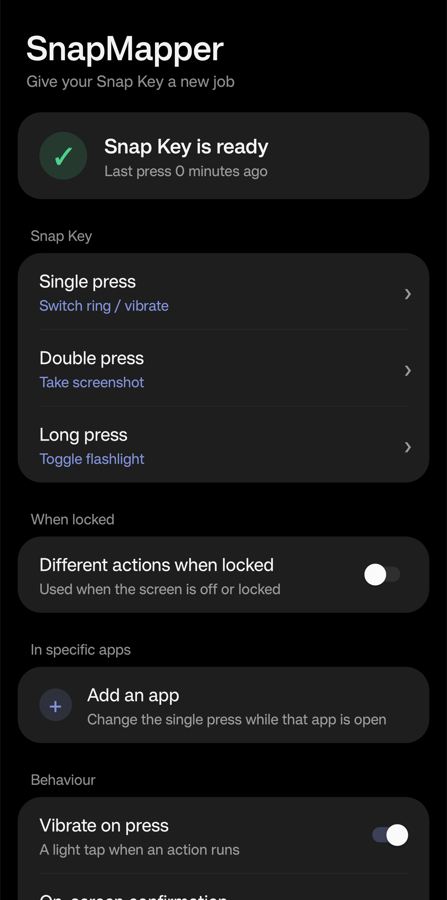 SnapMapper
Give your Snap Key a new job
Snap Key is ready
Last press 0 minutes ago
Snap Key
Single press
Switch ring / vibrate
Double press
Take screenshot
Long press
Toggle flashlight
When locked
Different actions when locked
Used when the screen is off or locked
In specific apps
Add an app
Change the single press while that app is open
Behaviour
Vibrate on press
A light tap when an action runs
On-screen confirmation